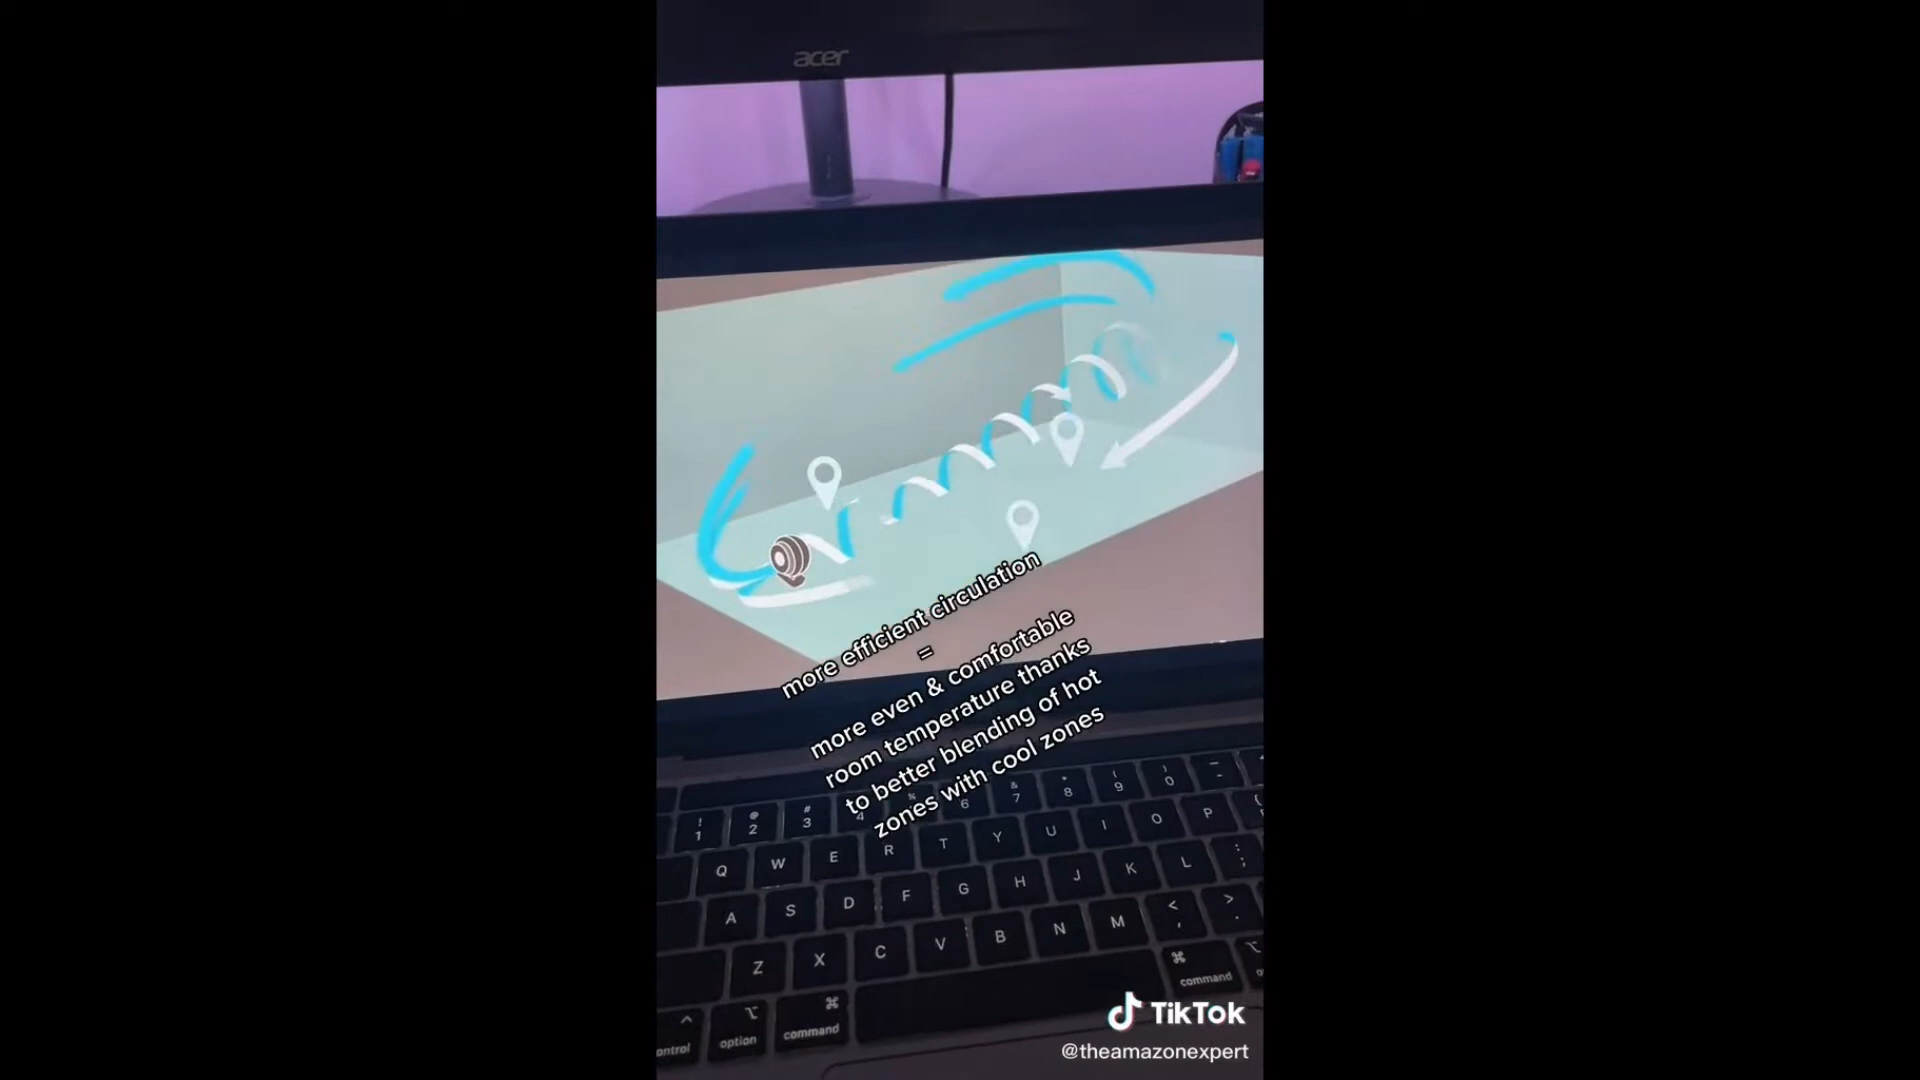 acer
more efficient circulation
=
more even & comfortable
room temperature thanks
to better blending of hot
zones with cool zones
! @ # % & * ( ) _
1 2 3 4 6 7 8 9 0 -
Q W E R T Y U I O P {
A S D F G H J K L : ;
Z X C V B N M < , > .
^ ⌥ ⌘ ⌘ ⌥
option command command
TikTok
@theamazonexpert